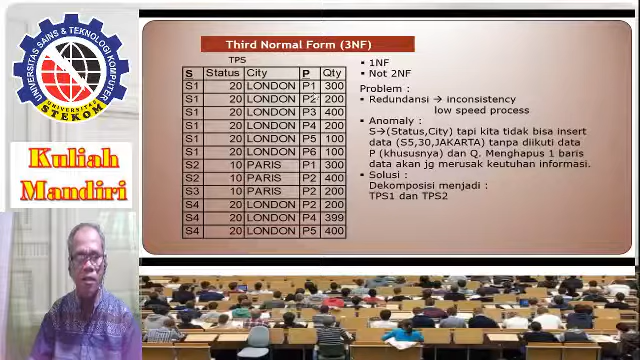 UNIVERSITAS SAINS & TEKNOLOGI KOMPUTER
UNIVERSITAS
STEKOM
Kuliah
Mandiri
Third Normal Form (3NF)
TPS
S Status City P Qty
S1 20 LONDON P1 300
S1 20 LONDON P2 200
S1 20 LONDON P3 400
S1 20 LONDON P4 200
S1 20 LONDON P5 100
S1 20 LONDON P6 100
S2 10 PARIS P1 300
S2 10 PARIS P2 400
S3 10 PARIS P2 200
S4 20 LONDON P2 200
S4 20 LONDON P4 399
S4 20 LONDON P5 400
• 1NF
• Not 2NF
Problem :
• Redundansi → inconsistency
low speed process
• Anomaly :
S→(Status,City) tapi kita tidak bisa insert
data (S5,30,JAKARTA) tanpa diikuti data
P (khususnya) dan Q. Menghapus 1 baris
data akan jg merusak keutuhan informasi.
• Solusi :
Dekomposisi menjadi :
TPS1 dan TPS2